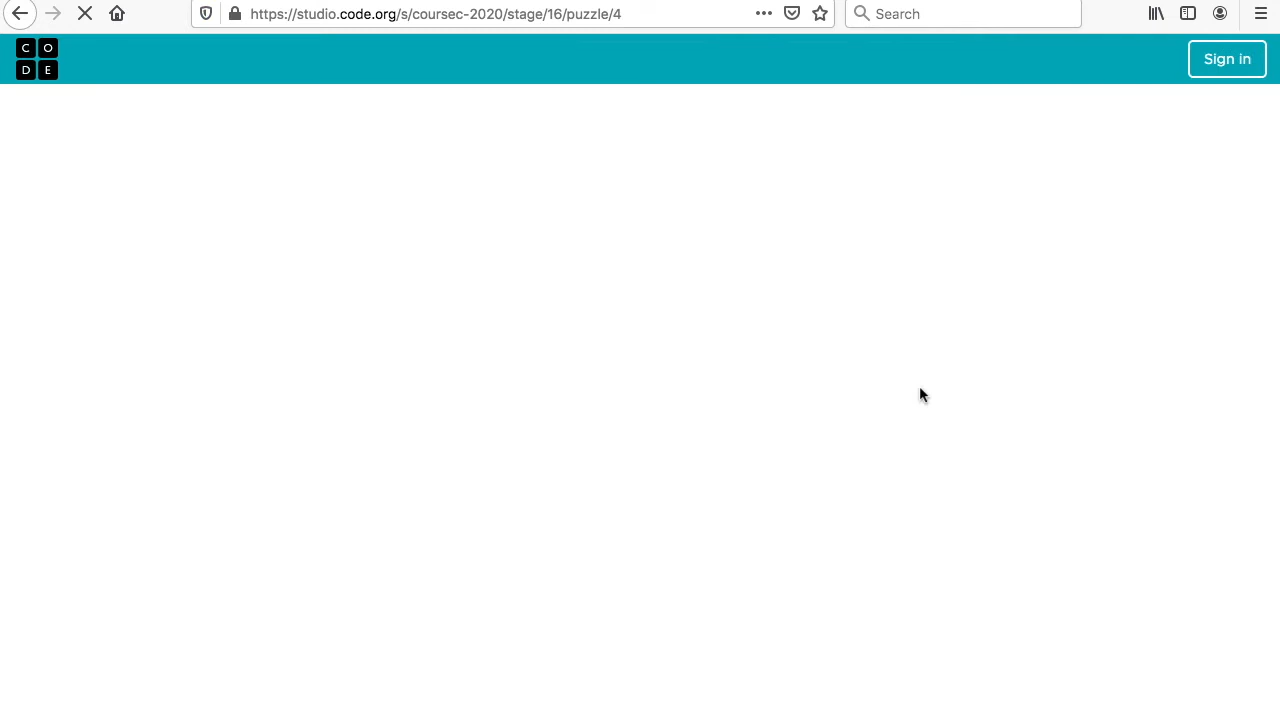 https://studio.code.org/s/coursec-2020/stage/16/puzzle/4
Search
C O
D E
Sign in